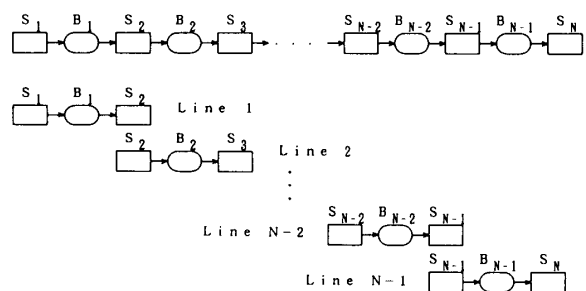 S1 B1 S2 B2 S3 . . . . SN-2 BN-2 SN-1 BN-1 SN
S1 B1 S2 Line 1
S2 B2 S3 Line 2
Line N-2 SN-2 BN-2 SN-1
Line N-1 SN-1 BN-1 SN